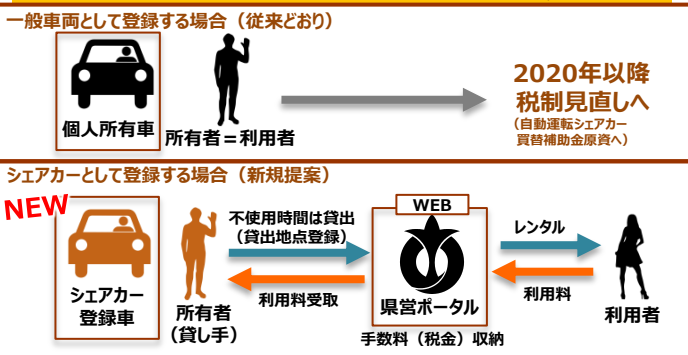 一般車両として登録する場合（従来どおり）
個人所有車
所有者＝利用者
2020年以降
税制見直しへ
（自動運転シェアカー
買替補助金原資へ）
シェアカーとして登録する場合（新規提案）
NEW
シェアカー
登録車
所有者
（貸し手）
不使用時間は貸出
（貸出地点登録）
利用料受取
WEB
県営ポータル
手数料（税金）収納
レンタル
利用料
利用者